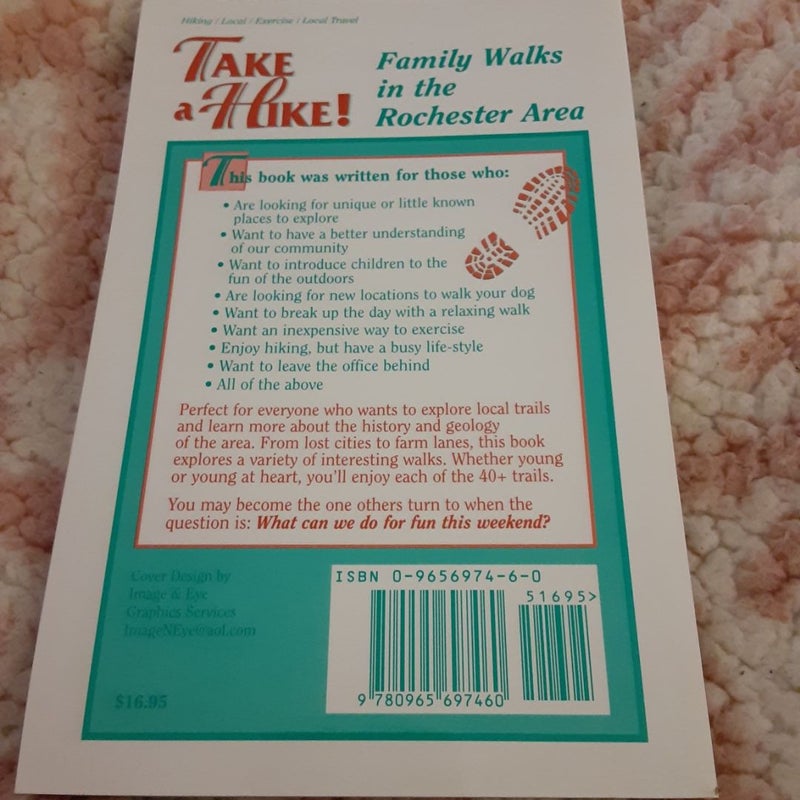 Hiking / Local / Exercise / Local Travel
TAKE
a HIKE!
Family Walks
in the
Rochester Area
This book was written for those who:
• Are looking for unique or little known
places to explore
• Want to have a better understanding
of our community
• Want to introduce children to the
fun of the outdoors
• Are looking for new locations to walk your dog
• Want to break up the day with a relaxing walk
• Want an inexpensive way to exercise
• Enjoy hiking, but have a busy life-style
• Want to leave the office behind
• All of the above
Perfect for everyone who wants to explore local trails
and learn more about the history and geology
of the area. From lost cities to farm lanes, this book
explores a variety of interesting walks. Whether young
or young at heart, you'll enjoy each of the 40+ trails.
You may become the one others turn to when the
question is: What can we do for fun this weekend?
Cover Design by
Image & Eye
Graphics Services
ImageNEye@aol.com
$16.95
ISBN 0-9656974-6-0
51695>
9 780965 697460